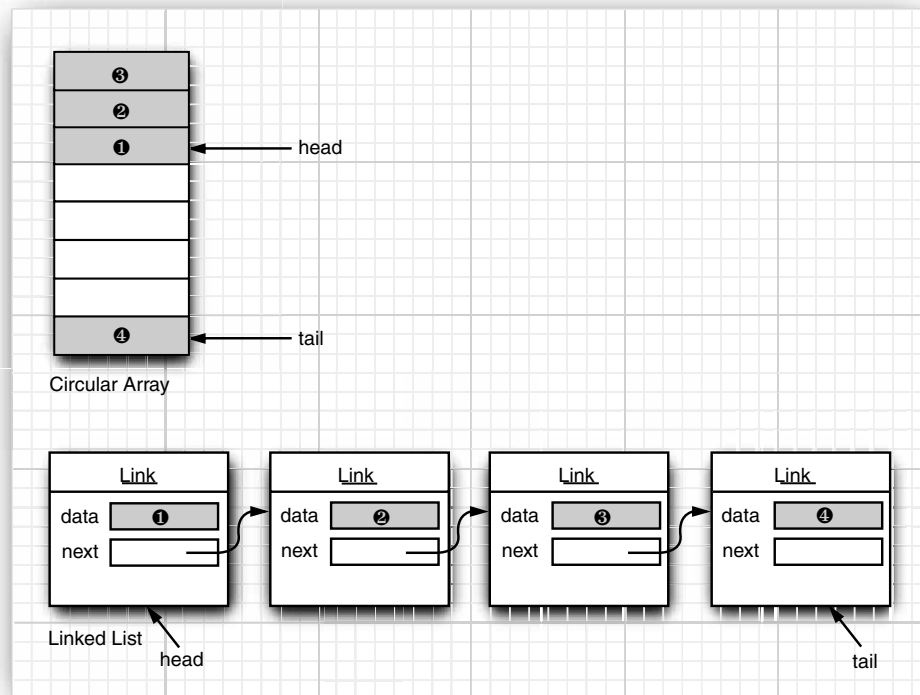 ❸
❷
❶
head
❹
tail
Circular Array
Link
data ❶
next
Link
data ❷
next
Link
data ❸
next
Link
data ❹
next
Linked List
head
tail